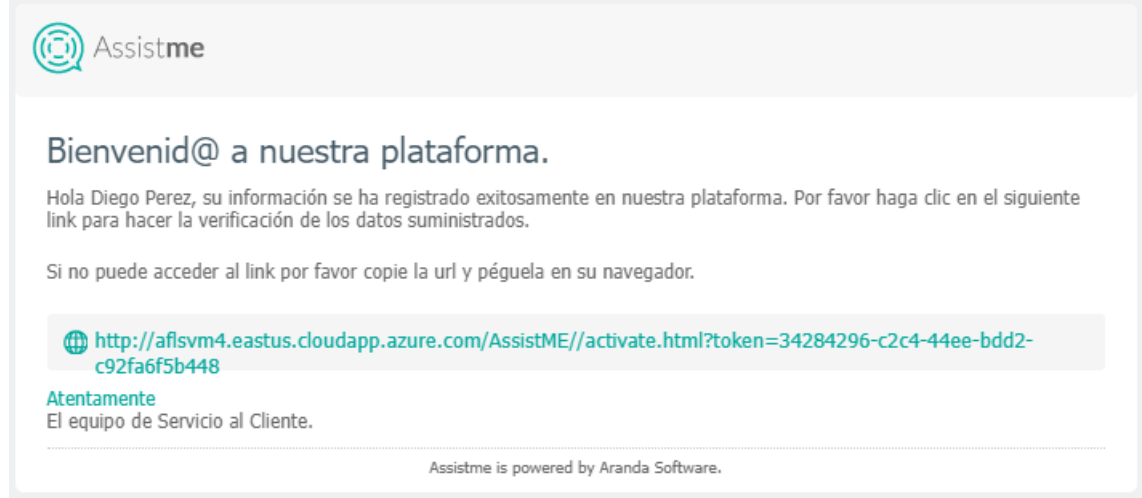 Assistme
Bienvenid@ a nuestra plataforma.
Hola Diego Perez, su información se ha registrado exitosamente en nuestra plataforma. Por favor haga clic en el siguiente
link para hacer la verificación de los datos suministrados.
Si no puede acceder al link por favor copie la url y péguela en su navegador.
http://aflsvm4.eastus.cloudapp.azure.com/AssistME//activate.html?token=34284296-c2c4-44ee-bdd2-
c92fa6f5b448
Atentamente
El equipo de Servicio al Cliente.
Assistme is powered by Aranda Software.